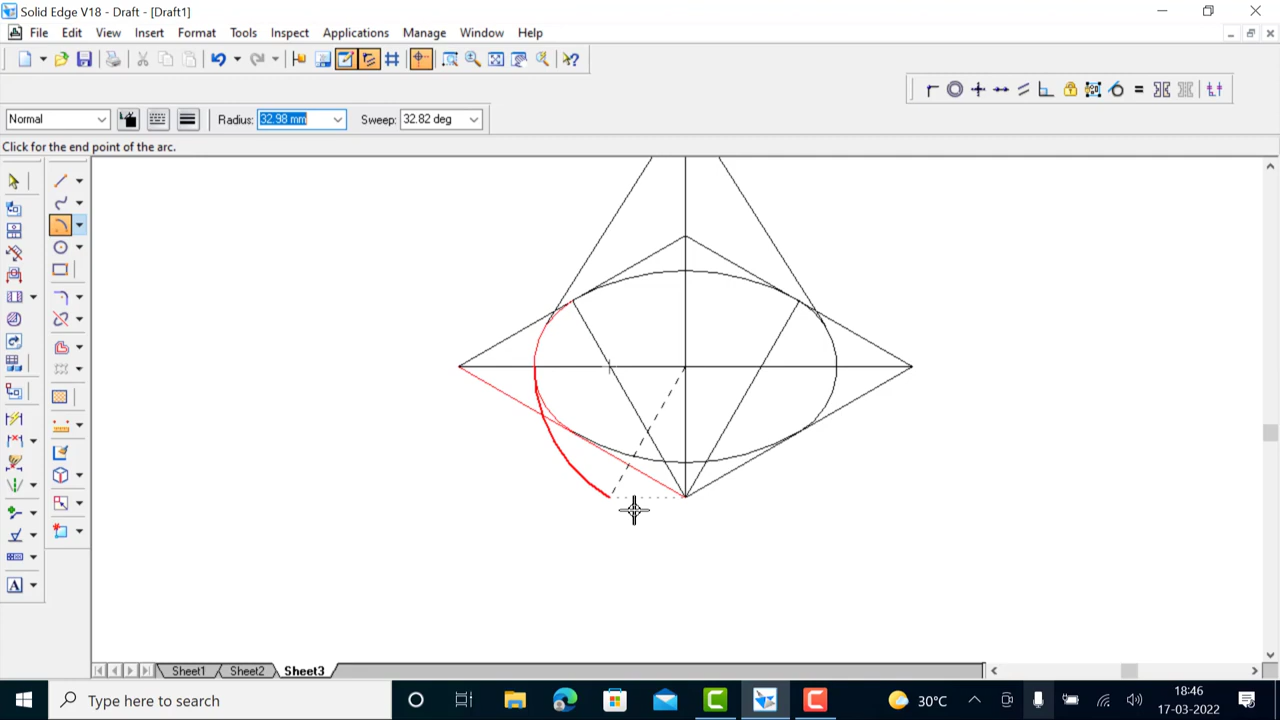 Solid Edge V18 - Draft - [Draft1]
File Edit View Insert Format Tools Inspect Applications Manage Window Help
Normal Radius: 32.98 mm Sweep: 32.82 deg
Click for the end point of the arc.
A
Sheet1 Sheet2 Sheet3
Type here to search 30°C 18:46
17-03-2022